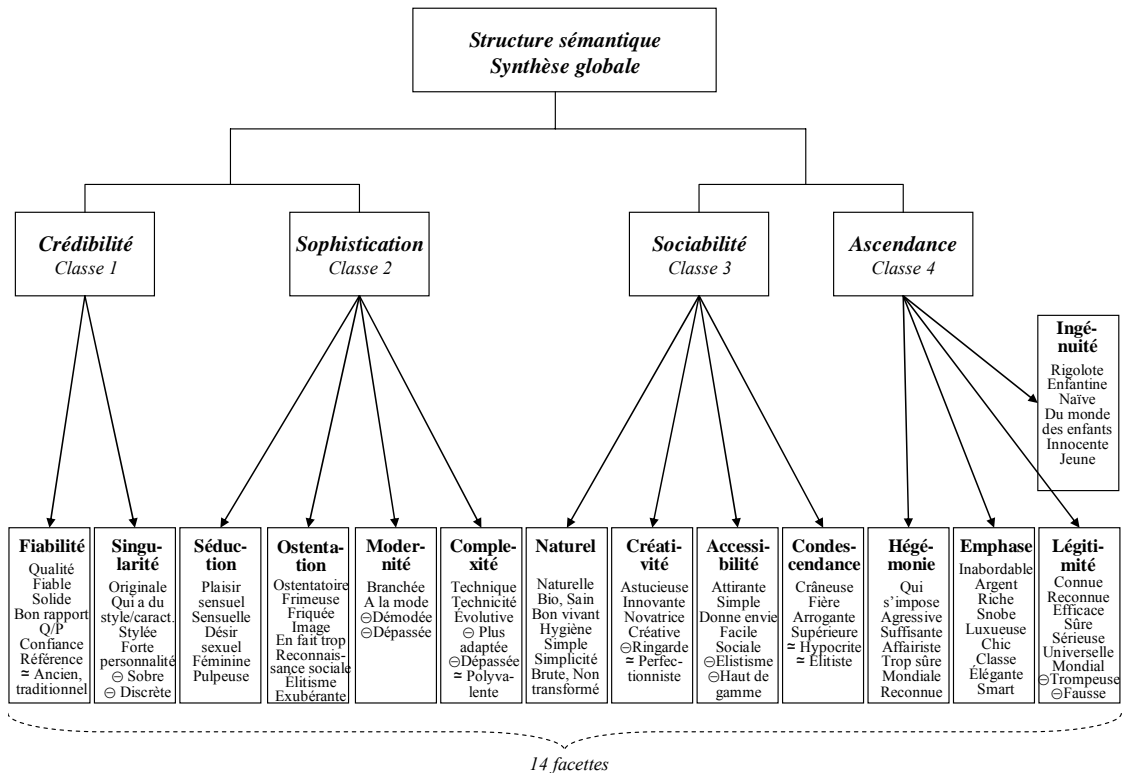 Structure sémantique
Synthèse globale
Crédibilité
Classe 1
Sophistication
Classe 2
Sociabilité
Classe 3
Ascendance
Classe 4
Ingé-
nuité
Rigolote
Enfantine
Naïve
Du monde
des enfants
Innocente
Jeune
Fiabilité
Qualité
Fiable
Solide
Bon rapport
Q/P
Confiance
Référence
≃ Ancien,
traditionnel
Singu-
larité
Originale
Qui a du
style/caract.
Stylée
Forte
personnalité
⊖ Sobre
⊖ Discrète
Séduction
Plaisir
sensuel
Sensuelle
Désir
sexuel
Féminine
Pulpeuse
Ostenta-
tion
Ostentatoire
Frimeuse
Friquée
Image
En fait trop
Reconnais-
sance sociale
Élitisme
Exubérante
Moder-
nité
Branchée
A la mode
⊖Démodée
⊖Dépassée
Comple-
xité
Technique
Technicité
Évolutive
⊖ Plus
adaptée
⊖Dépassée
≃ Polyva-
lente
Naturel
Naturelle
Bio, Sain
Bon vivant
Hygiène
Simple
Simplicité
Brute, Non
transformé
Créati-
vité
Astucieuse
Innovante
Novatrice
Créative
⊖Ringarde
≃ Perfec-
tionniste
Accessi-
bilité
Attirante
Simple
Donne envie
Facile
Sociale
⊖Elistisme
⊖Haut de
gamme
Condes-
cendance
Crâneuse
Fière
Arrogante
Supérieure
≃ Hypocrite
≃ Élitiste
Hégé-
monie
Qui
s’impose
Agressive
Suffisante
Affairiste
Trop sûre
Mondiale
Reconnue
Emphase
Inabordable
Argent
Riche
Snobe
Luxueuse
Chic
Classe
Élégante
Smart
Légiti-
mité
Connue
Reconnue
Efficace
Sûre
Sérieuse
Universelle
Mondial
⊖Trompeuse
⊖Fausse
14 facettes